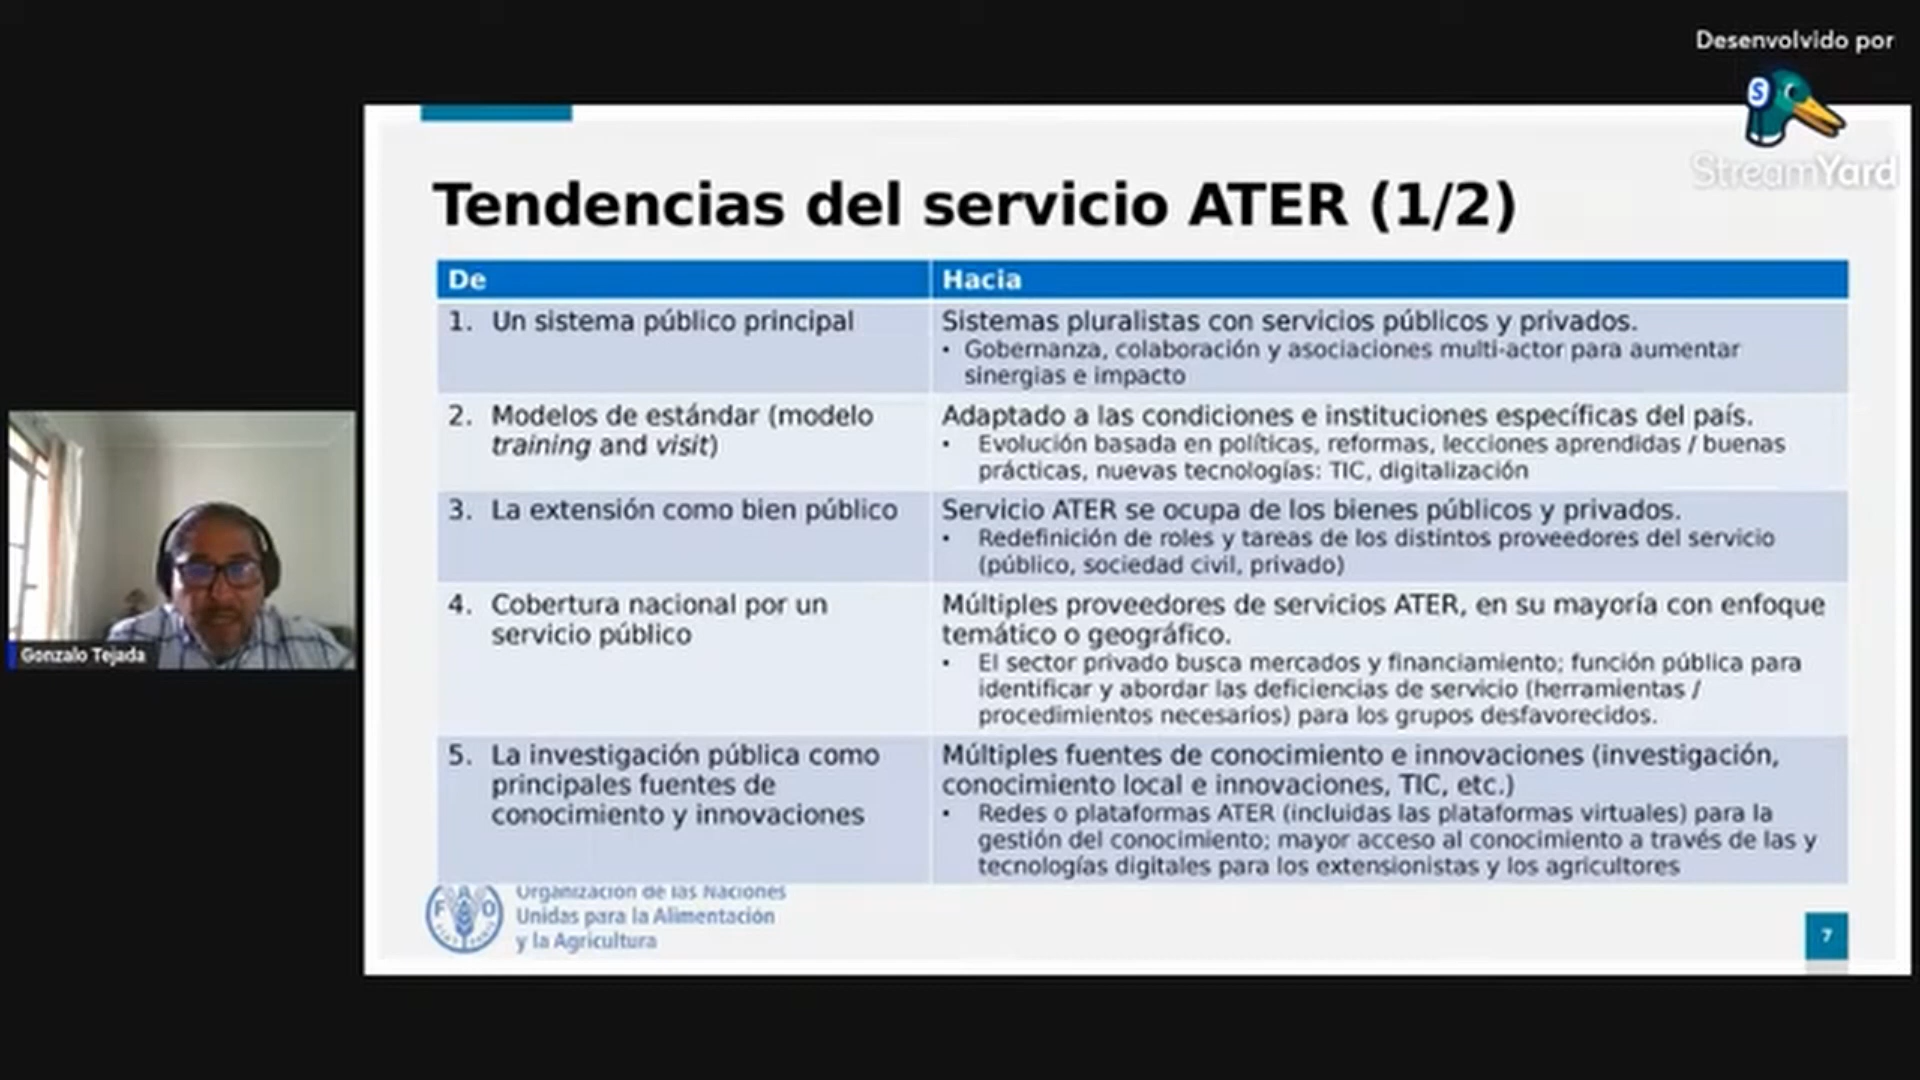 Desenvolvido por
StreamYard
Tendencias del servicio ATER (1/2)
De
Hacia
1. Un sistema público principal
Sistemas pluralistas con servicios públicos y privados.
• Gobernanza, colaboración y asociaciones multi-actor para aumentar
sinergias e impacto
2. Modelos de estándar (modelo
training and visit)
Adaptado a las condiciones e instituciones específicas del país.
• Evolución basada en políticas, reformas, lecciones aprendidas / buenas
prácticas, nuevas tecnologías: TIC, digitalización
3. La extensión como bien público
Servicio ATER se ocupa de los bienes públicos y privados.
• Redefinición de roles y tareas de los distintos proveedores del servicio
(público, sociedad civil, privado)
4. Cobertura nacional por un
servicio público
Múltiples proveedores de servicios ATER, en su mayoría con enfoque
temático o geográfico.
• El sector privado busca mercados y financiamiento; función pública para
identificar y abordar las deficiencias de servicio (herramientas /
procedimientos necesarios) para los grupos desfavorecidos.
5. La investigación pública como
principales fuentes de
conocimiento y innovaciones
Múltiples fuentes de conocimiento e innovaciones (investigación,
conocimiento local e innovaciones, TIC, etc.)
• Redes o plataformas ATER (incluidas las plataformas virtuales) para la
gestión del conocimiento; mayor acceso al conocimiento a través de las y
tecnologías digitales para los extensionistas y los agricultores
Gonzalo Tejada
F A O
Organización de las Naciones
Unidas para la Alimentación
y la Agricultura
7